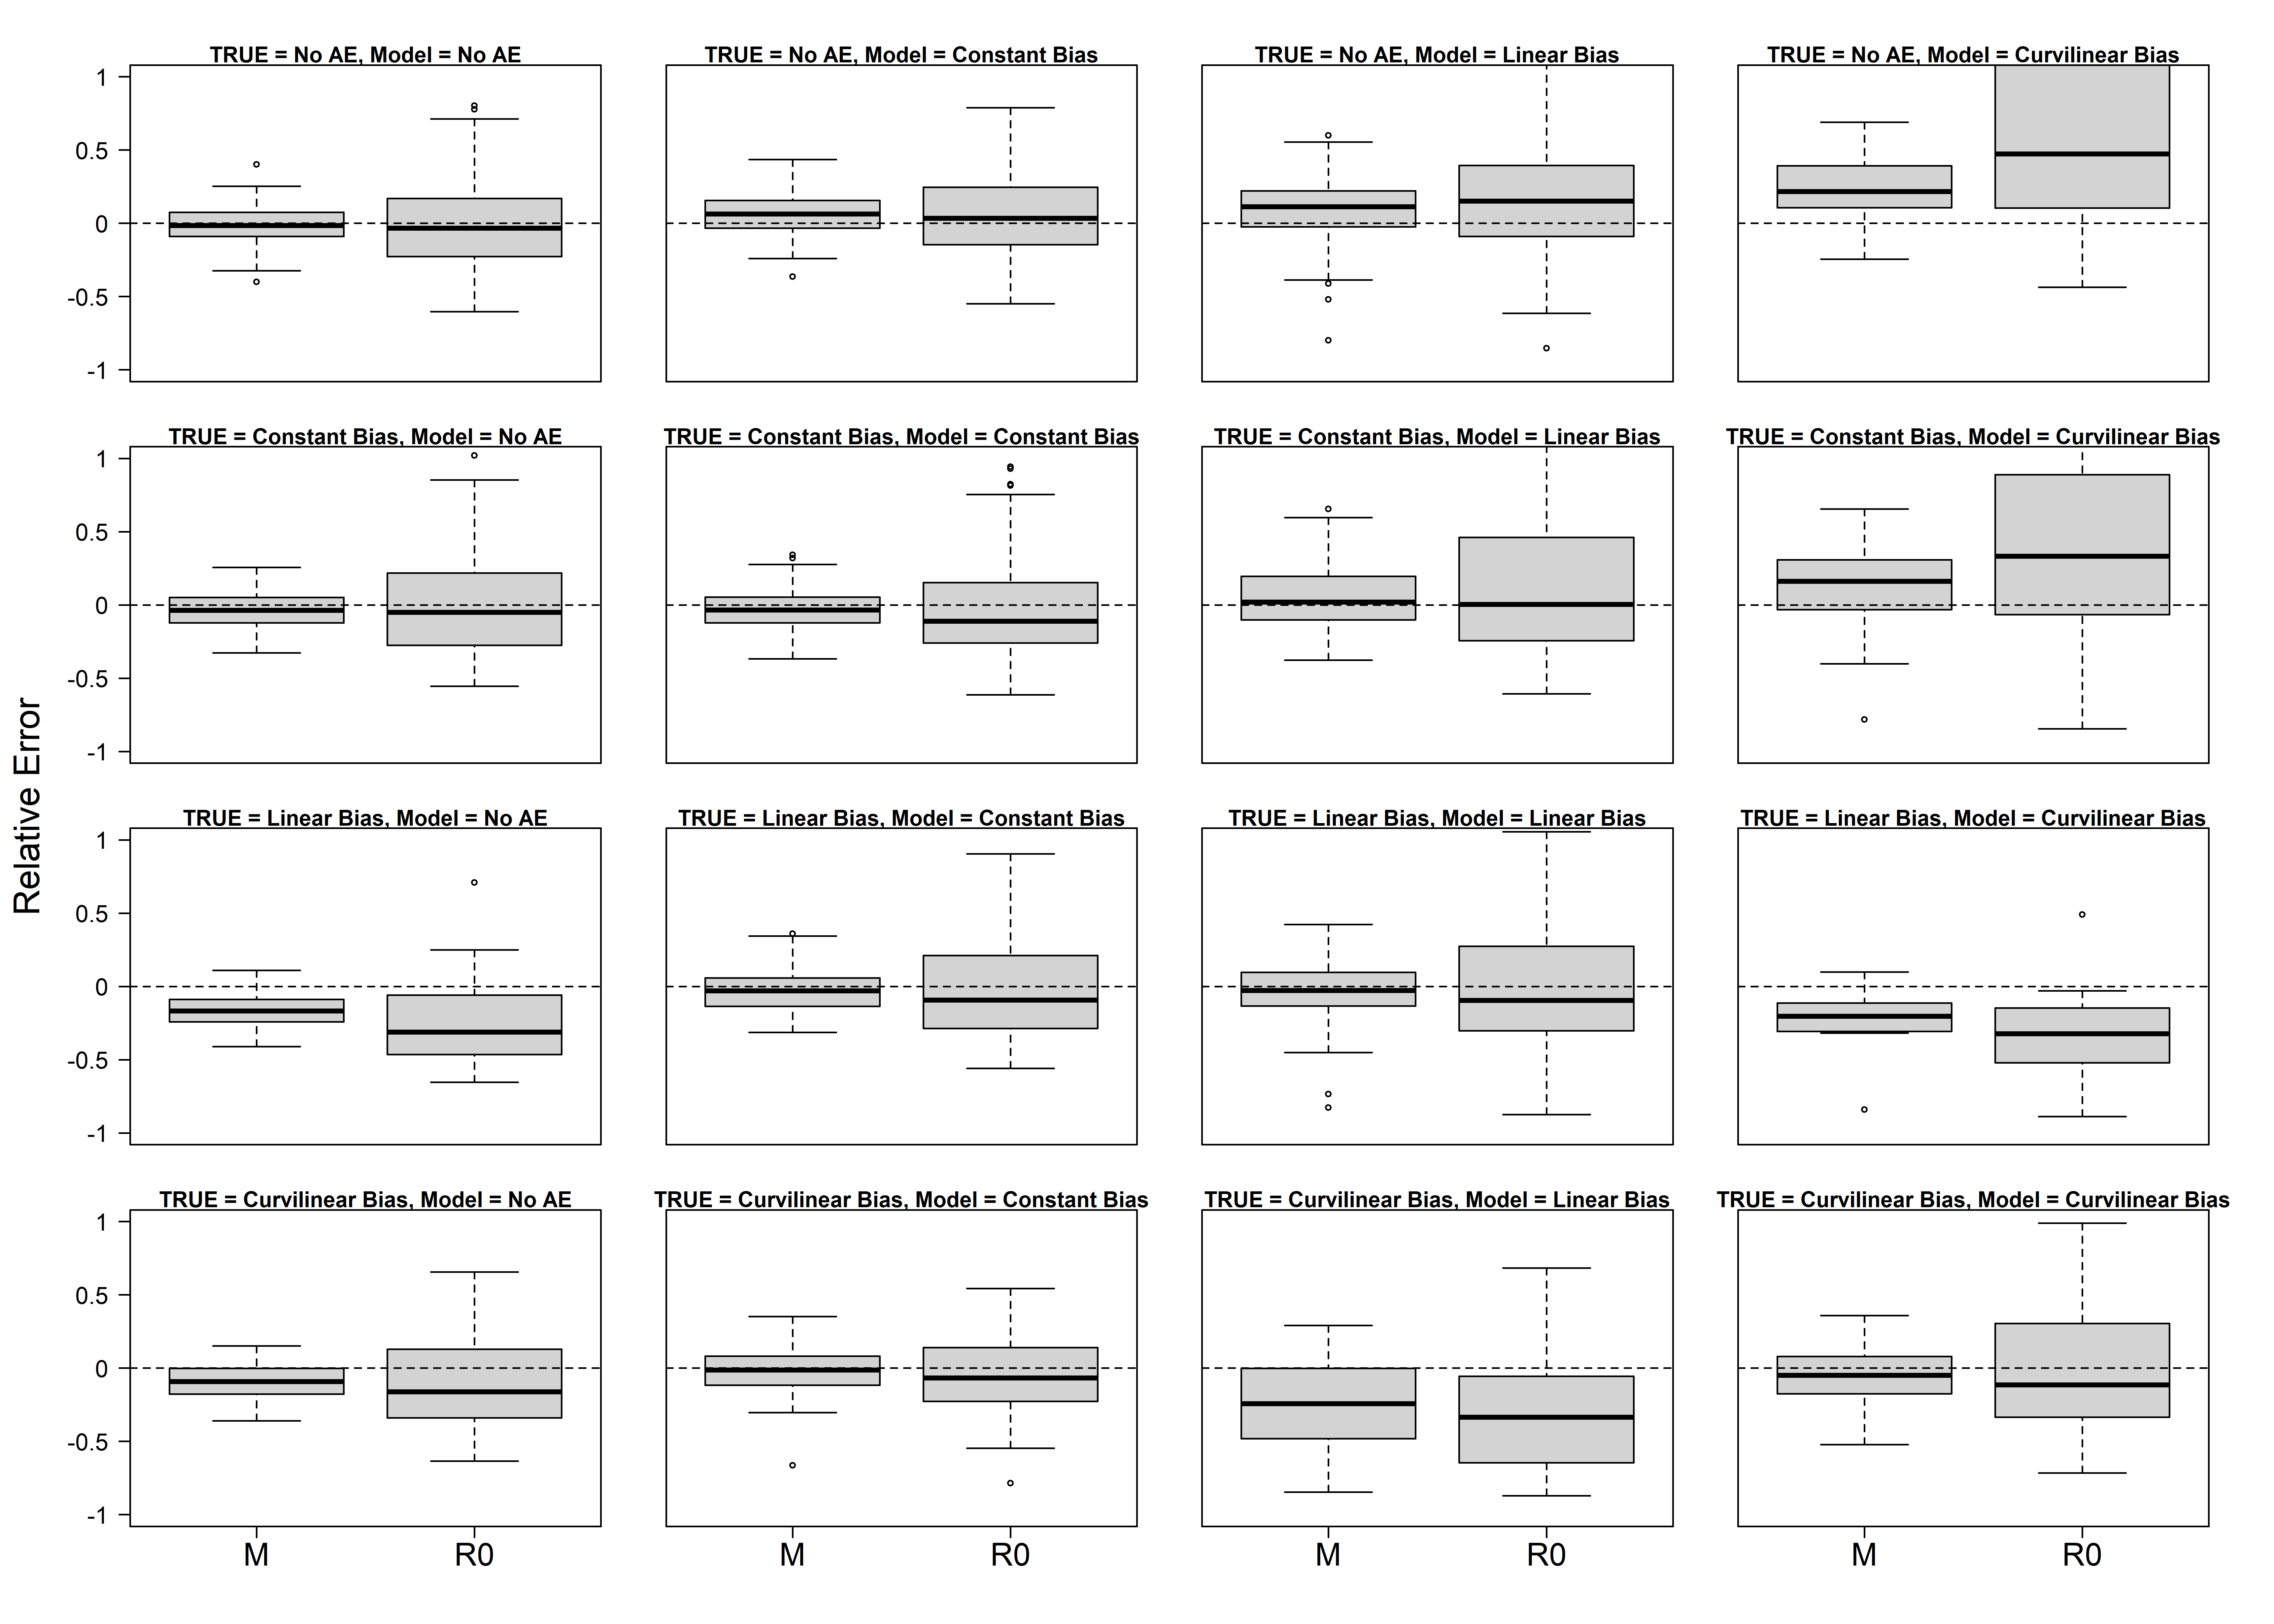 TRUE = No AE, Model = No AE
TRUE = No AE, Model = Constant Bias
TRUE = No AE, Model = Linear Bias
TRUE = No AE, Model = Curvilinear Bias
1
0.5
0
-0.5
-1
TRUE = Constant Bias, Model = No AE
TRUE = Constant Bias, Model = Constant Bias
TRUE = Constant Bias, Model = Linear Bias
TRUE = Constant Bias, Model = Curvilinear Bias
1
0.5
0
-0.5
-1
Relative Error
TRUE = Linear Bias, Model = No AE
TRUE = Linear Bias, Model = Constant Bias
TRUE = Linear Bias, Model = Linear Bias
TRUE = Linear Bias, Model = Curvilinear Bias
1
0.5
0
-0.5
-1
TRUE = Curvilinear Bias, Model = No AE
TRUE = Curvilinear Bias, Model = Constant Bias
TRUE = Curvilinear Bias, Model = Linear Bias
TRUE = Curvilinear Bias, Model = Curvilinear Bias
1
0.5
0
-0.5
-1
M R0 M R0 M R0 M R0